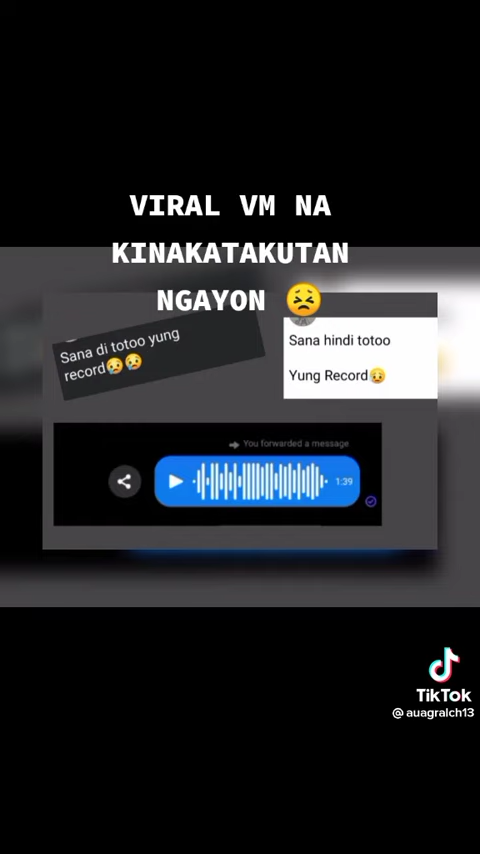 VIRAL VM NA
KINAKATAKUTAN
NGAYON 😣
Sana di totoo yung
record😢😢
Sana hindi totoo
Yung Record😥
You forwarded a message
1:39
TikTok
@ auagralch13